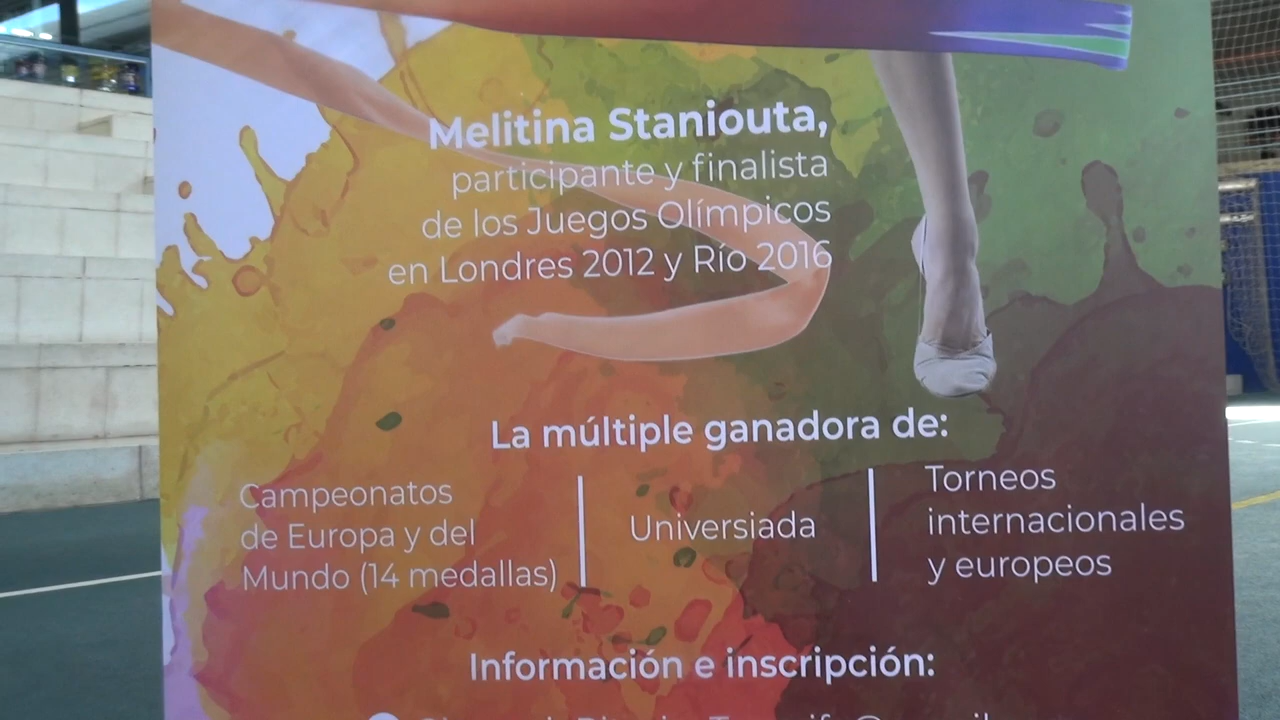 Melitina Staniouta,
participante y finalista
de los Juegos Olímpicos
en Londres 2012 y Río 2016
La múltiple ganadora de:
Campeonatos
de Europa y del
Mundo (14 medallas)
Universiada
Torneos
internacionales
y europeos
Información e inscripción: